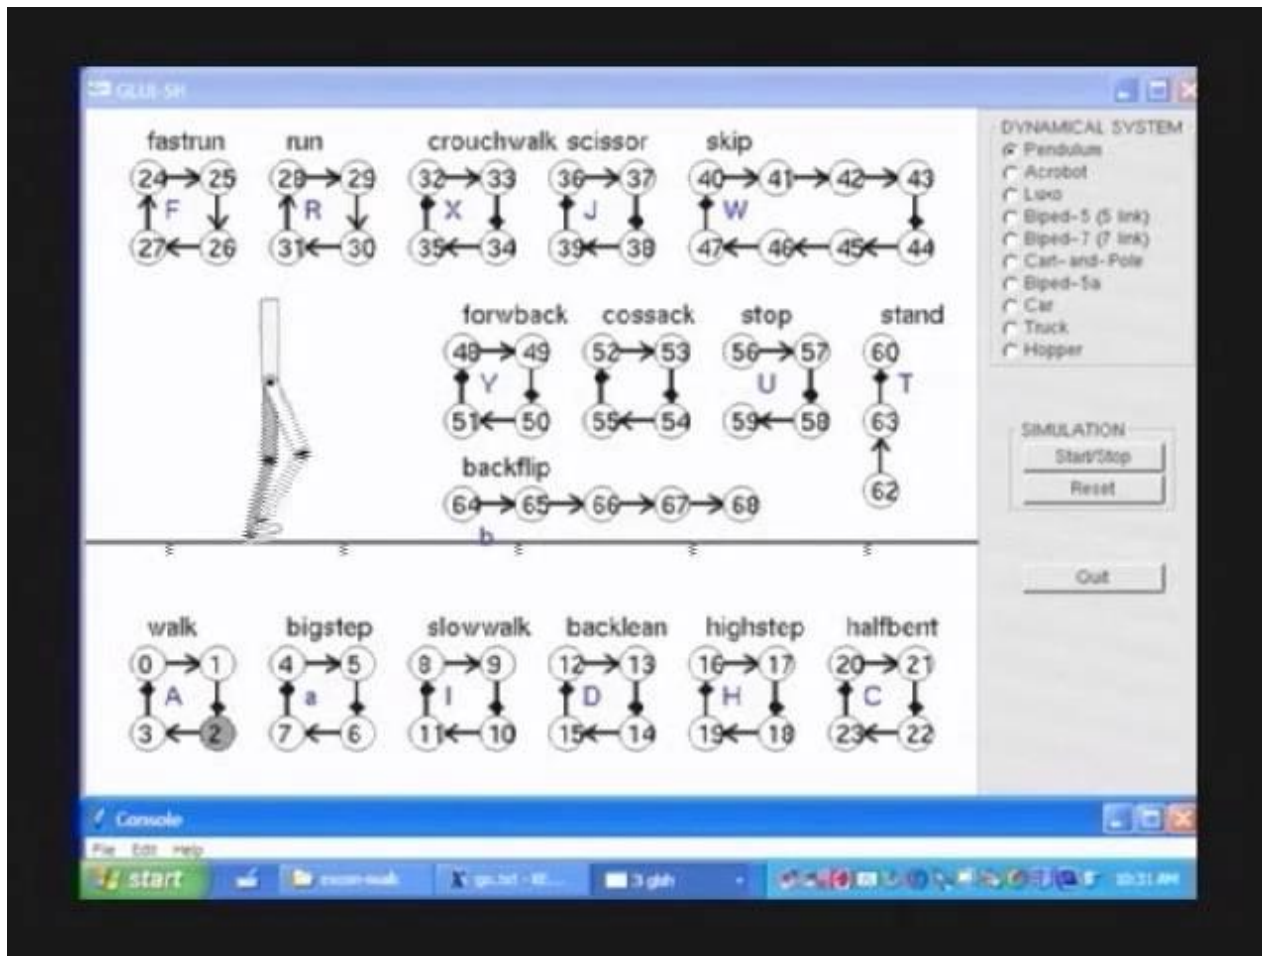 GLUI-SH
fastrun run crouchwalk scissor skip
24 25 28 29 32 33 36 37 40 41 42 43
F R X J W
27 26 31 30 35 34 39 38 47 46 45 44
forwback cossack stop stand
48 49 52 53 56 57 60
Y U T
51 50 55 54 59 58 63
backflip
64 65 66 67 68 62
b
walk bigstep slowwalk backlean highstep halfbent
0 1 4 5 8 9 12 13 16 17 20 21
A a I D H C
3 2 7 6 11 10 15 14 19 18 23 22
DYNAMICAL SYSTEM
Pendulum
Acrobot
Luxo
Biped-5 (5 link)
Biped-7 (7 link)
Cart-and-Pole
Biped-5a
Car
Truck
Hopper
SIMULATION
Start/Stop
Reset
Quit
Console
File Edit Help
start
10:31 AM